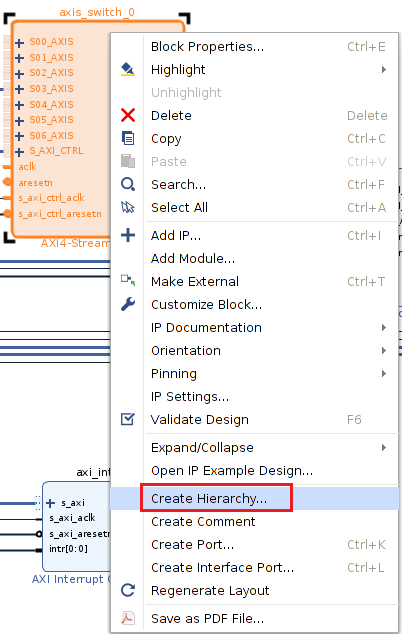 axis_switch_0
S00_AXIS
S01_AXIS
S02_AXIS
S03_AXIS
S04_AXIS
S05_AXIS
S06_AXIS
S_AXI_CTRL
aclk
aresetn
s_axi_ctrl_aclk
s_axi_ctrl_aresetn
AXI4-Stream
Block Properties... Ctrl+E
Highlight
Unhighlight
Delete Delete
Copy Ctrl+C
Paste Ctrl+V
Search... Ctrl+F
Select All Ctrl+A
Add IP... Ctrl+I
Add Module...
Make External Ctrl+T
Customize Block...
IP Documentation
Orientation
Pinning
IP Settings...
Validate Design F6
Expand/Collapse
Open IP Example Design...
Create Hierarchy...
Create Comment
Create Port... Ctrl+K
Create Interface Port... Ctrl+L
Regenerate Layout
Save as PDF File...
axi_int
s_axi
s_axi_aclk
s_axi_aresetn
intr[0:0]
AXI Interrupt